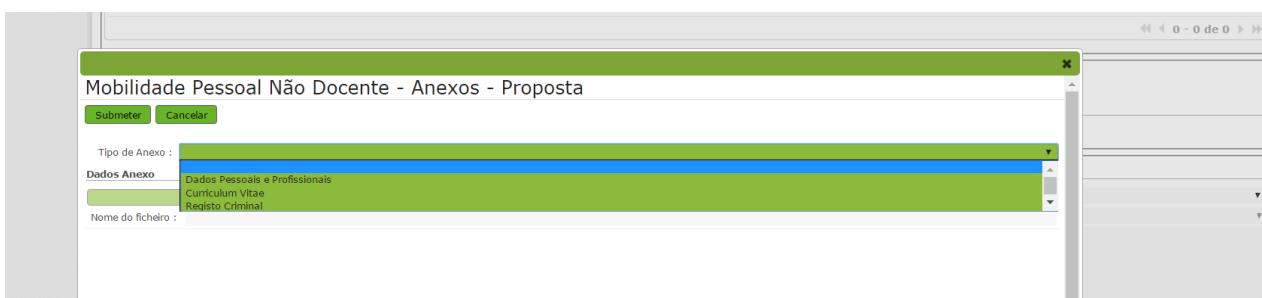 0 - 0 de 0
Mobilidade Pessoal Não Docente - Anexos - Proposta
Submeter Cancelar
Tipo de Anexo :
Dados Anexo
Dados Pessoais e Profissionais
Curriculum Vitae
Registo Criminal
Nome do ficheiro :